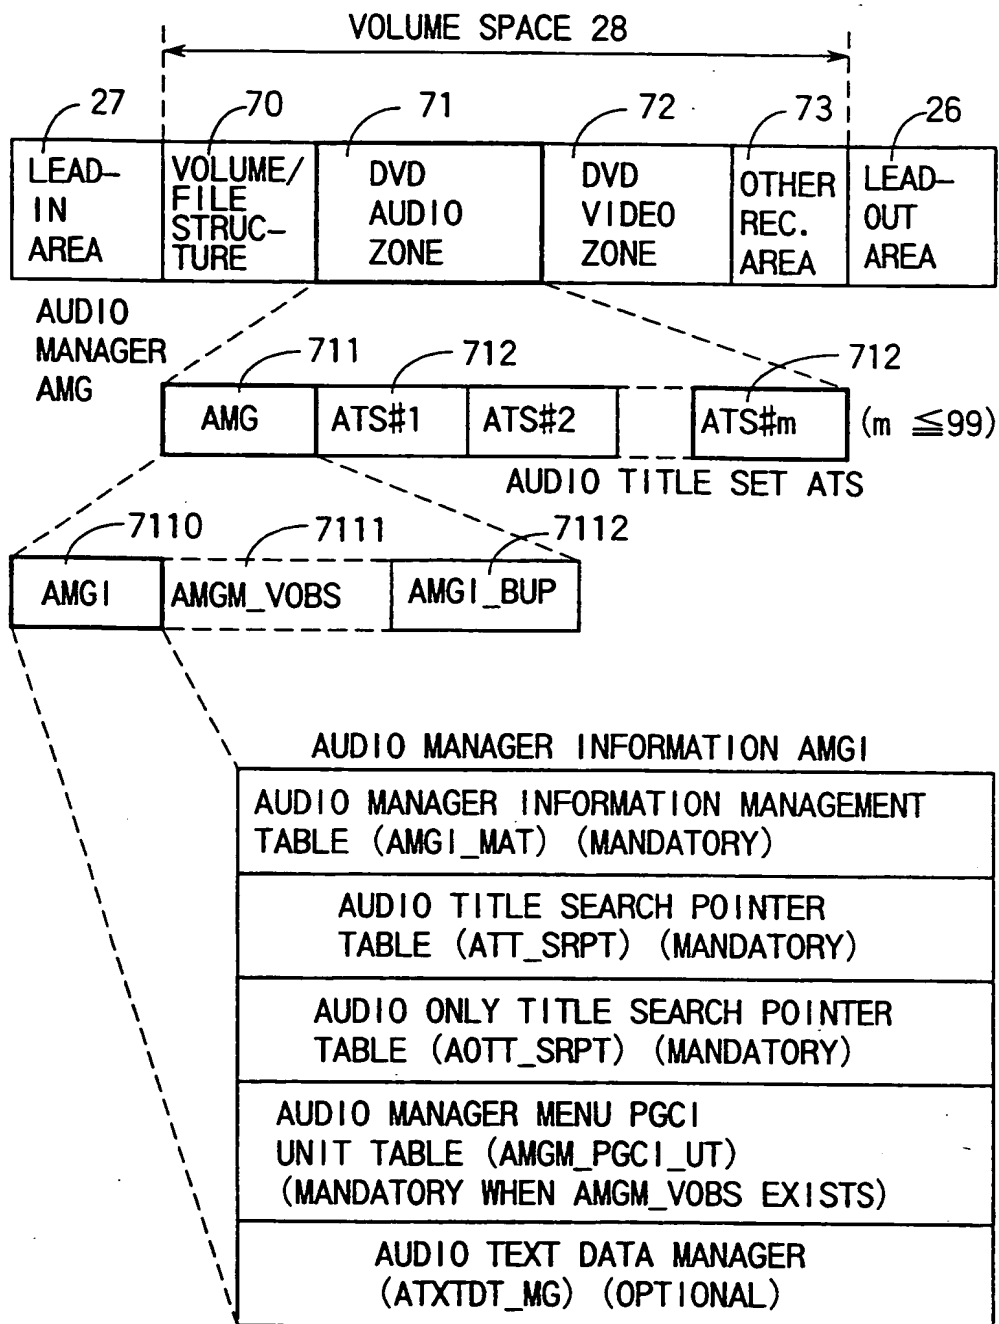 VOLUME SPACE 28
27 70 71 72 73 26
LEAD-
IN
AREA
VOLUME/
FILE
STRUC-
TURE
DVD
AUDIO
ZONE
DVD
VIDEO
ZONE
OTHER
REC.
AREA
LEAD-
OUT
AREA
AUDIO
MANAGER
AMG
711 712 712
AMG ATS#1 ATS#2 ATS#m (m ≦99)
AUDIO TITLE SET ATS
7110 7111 7112
AMGI AMGM_VOBS AMGI_BUP
AUDIO MANAGER INFORMATION AMGI
AUDIO MANAGER INFORMATION MANAGEMENT
TABLE (AMGI_MAT) (MANDATORY)
AUDIO TITLE SEARCH POINTER
TABLE (ATT_SRPT) (MANDATORY)
AUDIO ONLY TITLE SEARCH POINTER
TABLE (AOTT_SRPT) (MANDATORY)
AUDIO MANAGER MENU PGCI
UNIT TABLE (AMGM_PGCI_UT)
(MANDATORY WHEN AMGM_VOBS EXISTS)
AUDIO TEXT DATA MANAGER
(ATXTDT_MG) (OPTIONAL)